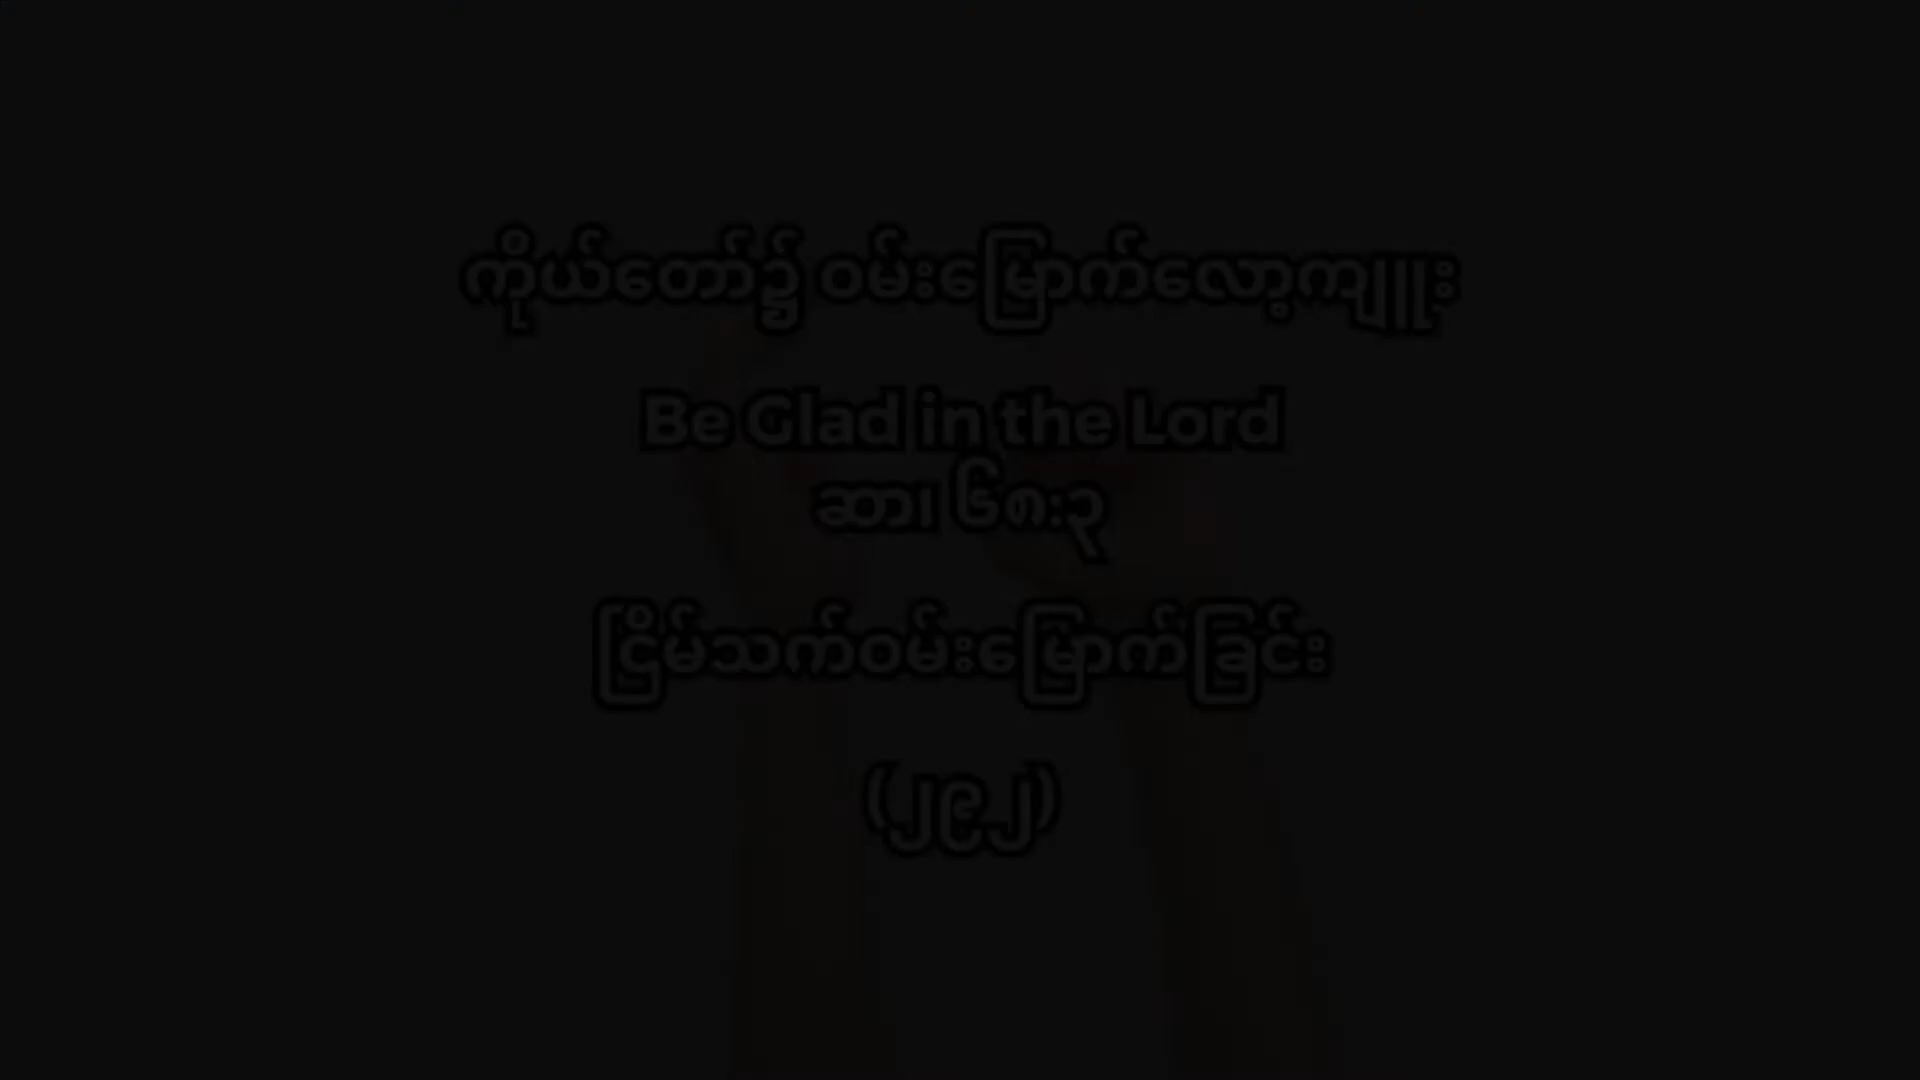 ကိုယ်တော်၌ ဝမ်းမြောက်လော့ကျူး
Be Glad in the Lord
ဆာ၊ ၆၈:၃
ငြိမ်သက်ဝမ်းမြောက်ခြင်း
(၂၉၂)